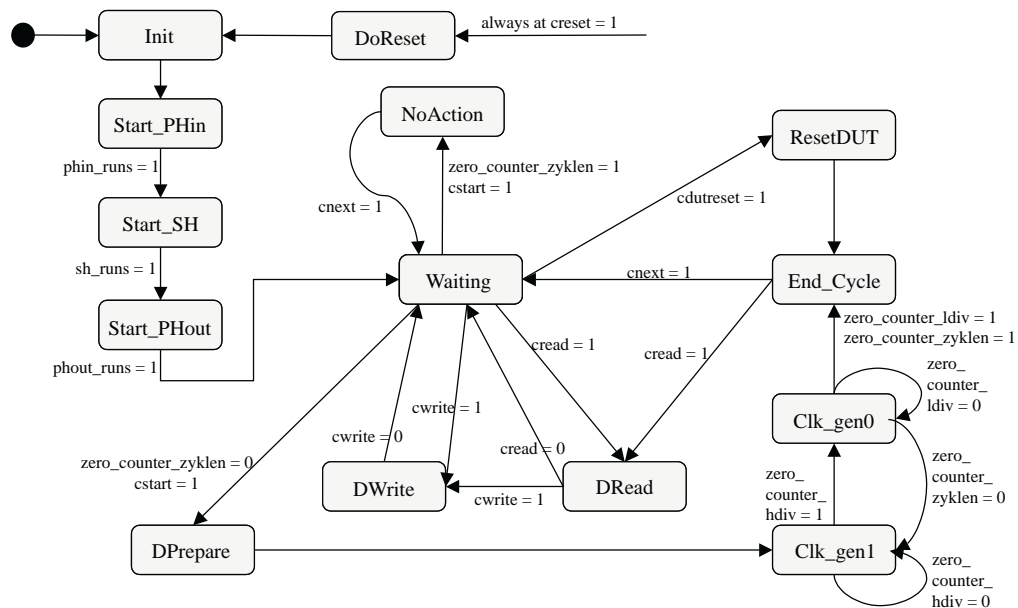 always at creset = 1
Init
DoReset
NoAction
Start_PHin
ResetDUT
phin_runs = 1
zero_counter_zyklen = 1
cstart = 1
cdutreset = 1
cnext = 1
Start_SH
sh_runs = 1
cnext = 1
Waiting
End_Cycle
Start_PHout
zero_counter_ldiv = 1
zero_counter_zyklen = 1
cread = 1
cread = 1
phout_runs = 1
zero_
counter_
ldiv = 0
cwrite = 1
Clk_gen0
cwrite = 0
cread = 0
zero_counter_zyklen = 0
cstart = 1
zero_
counter_
zyklen = 0
DWrite
cwrite = 1
DRead
zero_
counter_
hdiv = 1
DPrepare
Clk_gen1
zero_
counter_
hdiv = 0